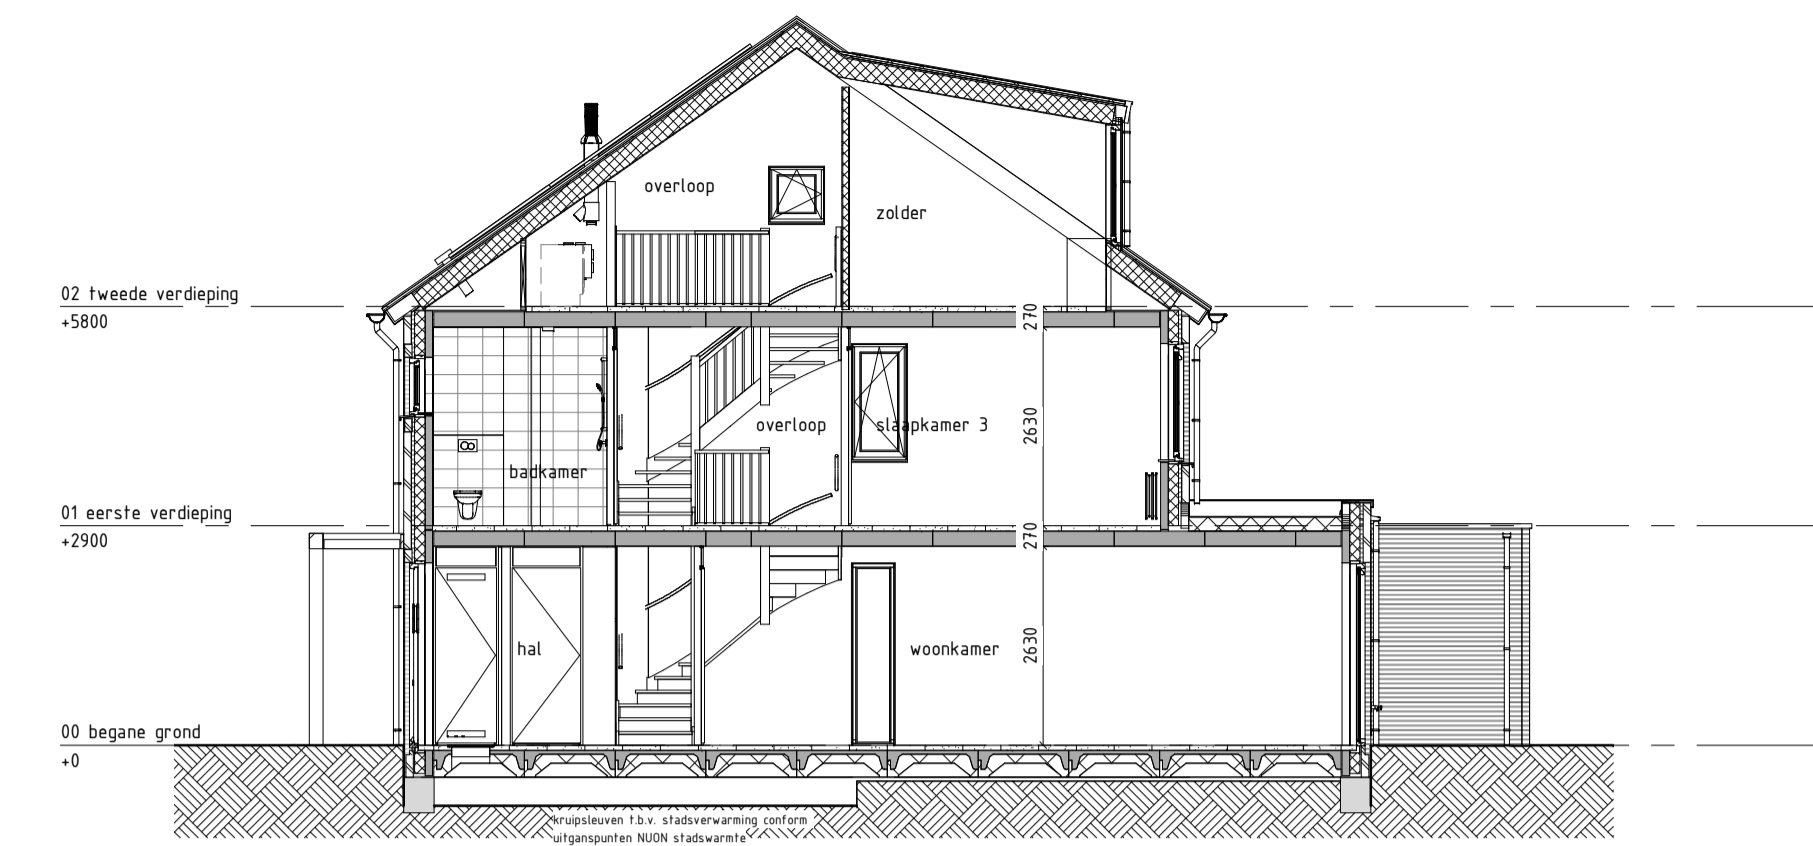 overloop
zolder
02 tweede verdieping
+5800
270
overloop
slaapkamer 3
2630
badkamer
01 eerste verdieping
+2900
270
hal
woonkamer
2630
00 begane grond
+0
kruipsleuven t.b.v. stadsverwarming conform
uitganspunten NUON stadswarmte